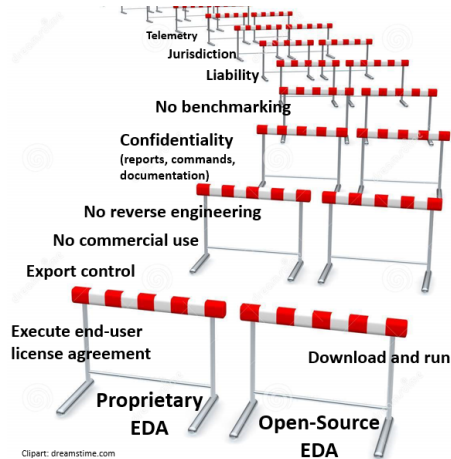 Telemetry
Jurisdiction
Liability
No benchmarking
Confidentiality
(reports, commands,
documentation)
No reverse engineering
No commercial use
Export control
Execute end-user
license agreement
Download and run
Proprietary
EDA
Open-Source
EDA
Clipart: dreamstime.com